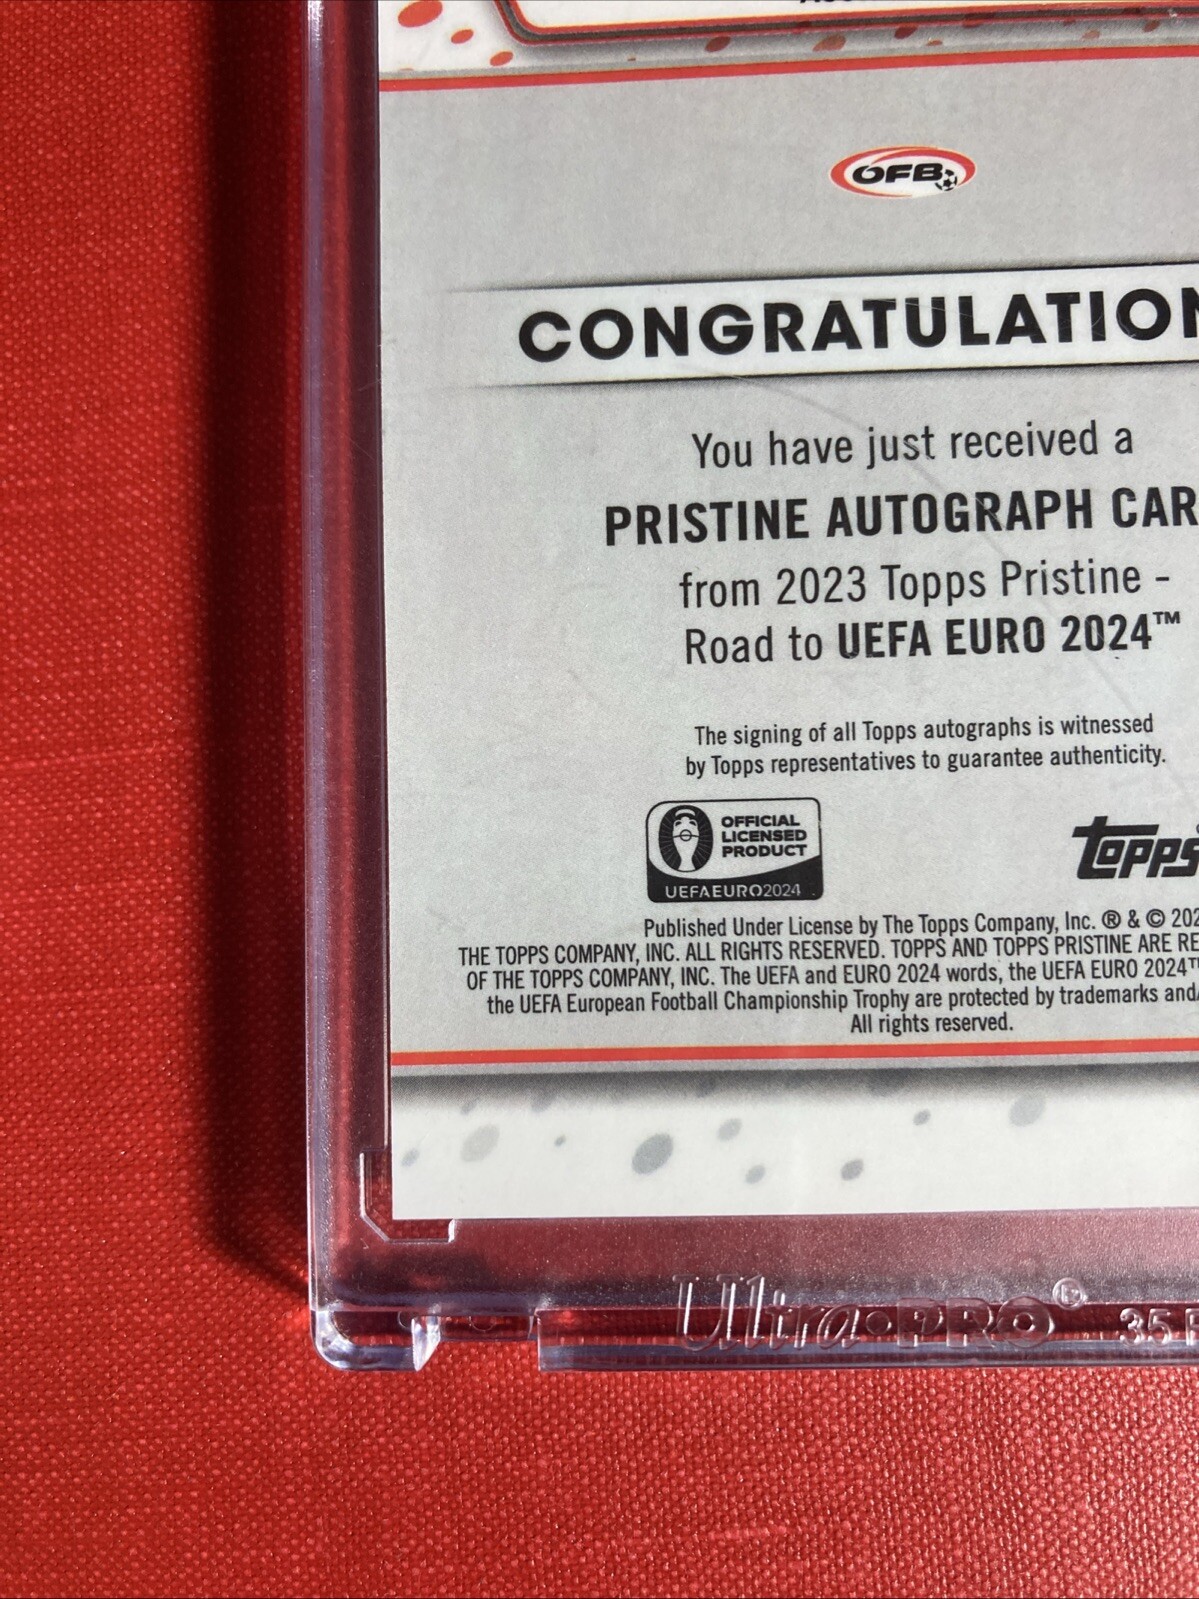 ÖFB
CONGRATULATION
You have just received a
PRISTINE AUTOGRAPH CAR
from 2023 Topps Pristine -
Road to UEFA EURO 2024™
The signing of all Topps autographs is witnessed
by Topps representatives to guarantee authenticity.
OFFICIAL
LICENSED
PRODUCT
UEFAEURO2024
Topps
Published Under License by The Topps Company, Inc. ® & © 202
THE TOPPS COMPANY, INC. ALL RIGHTS RESERVED. TOPPS AND TOPPS PRISTINE ARE RE
OF THE TOPPS COMPANY, INC. The UEFA and EURO 2024 words, the UEFA EURO 2024™
the UEFA European Football Championship Trophy are protected by trademarks and/
All rights reserved.
Ultra·PRO® 35